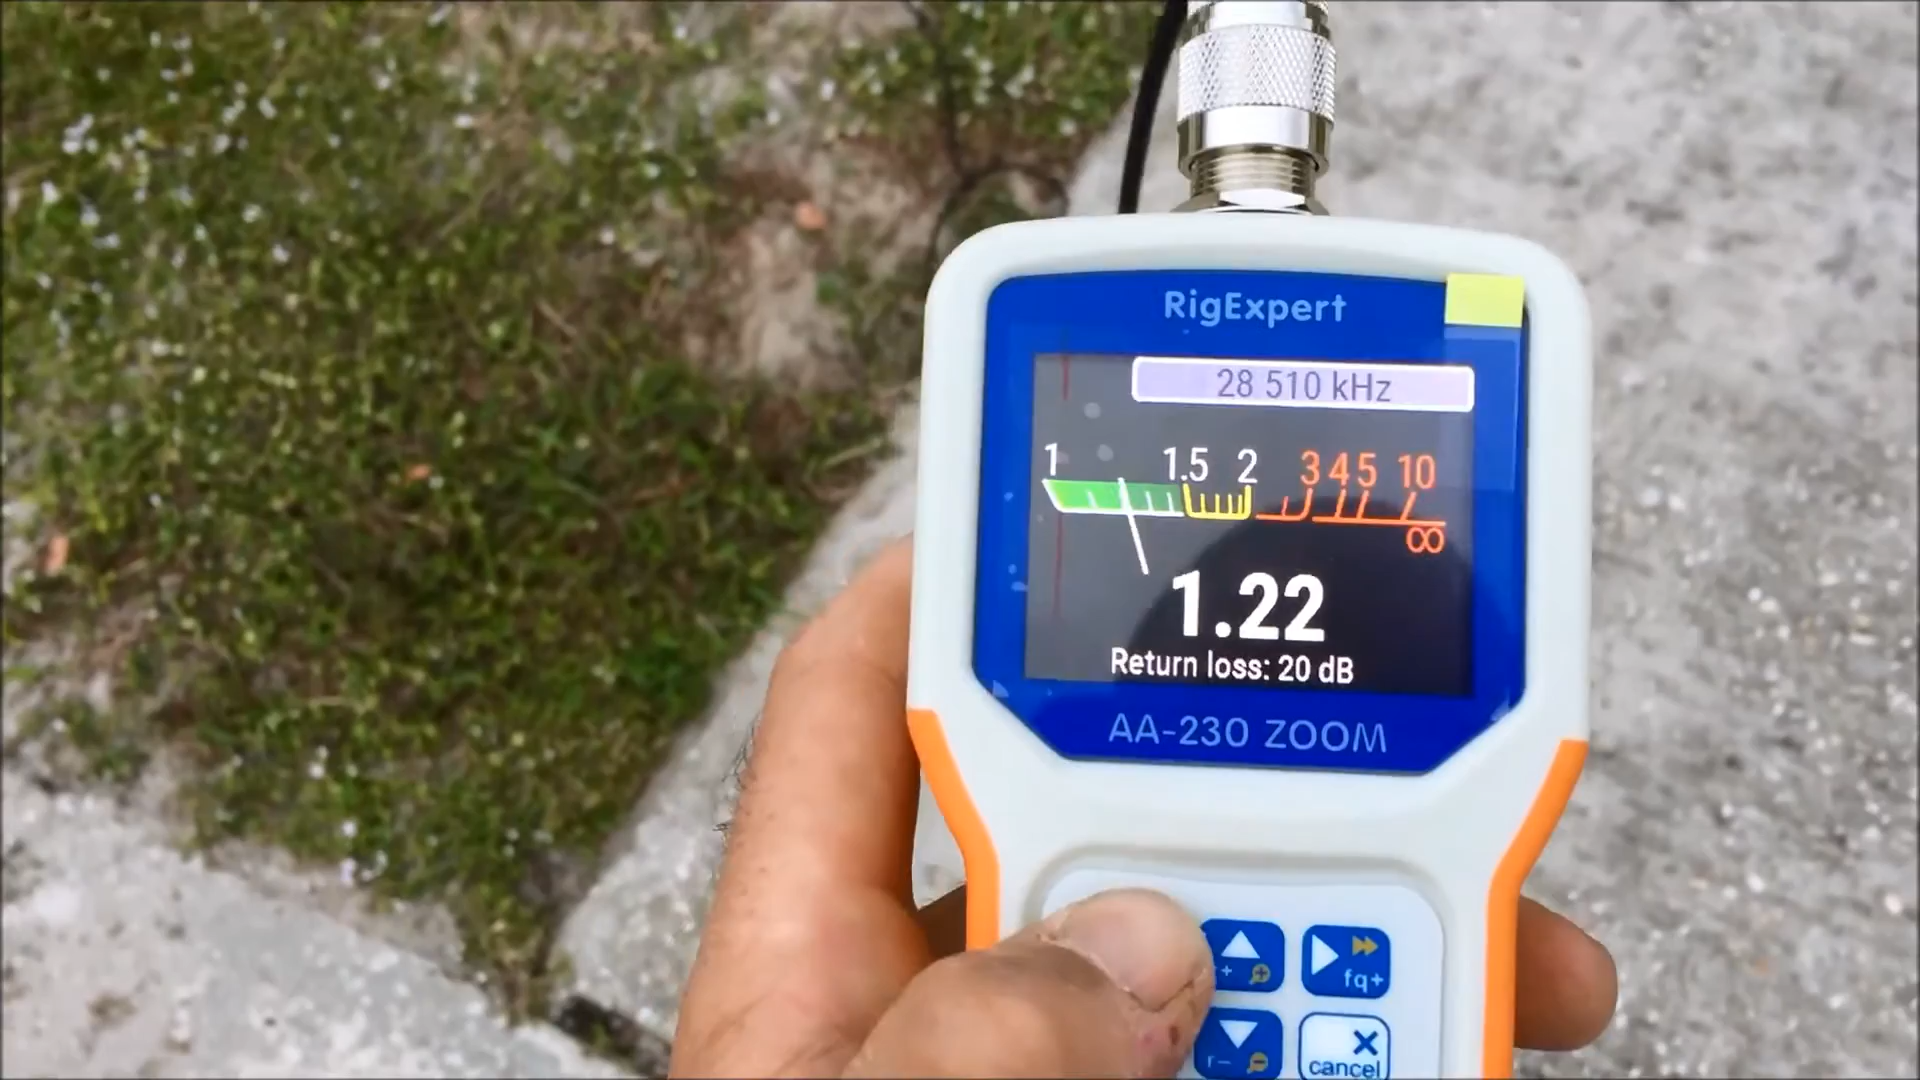 RigExpert
28 510 kHz
1 1.5 2 3 4 5 10
∞
1.22
Return loss: 20 dB
AA-230 ZOOM
+
fq+
r−
cancel